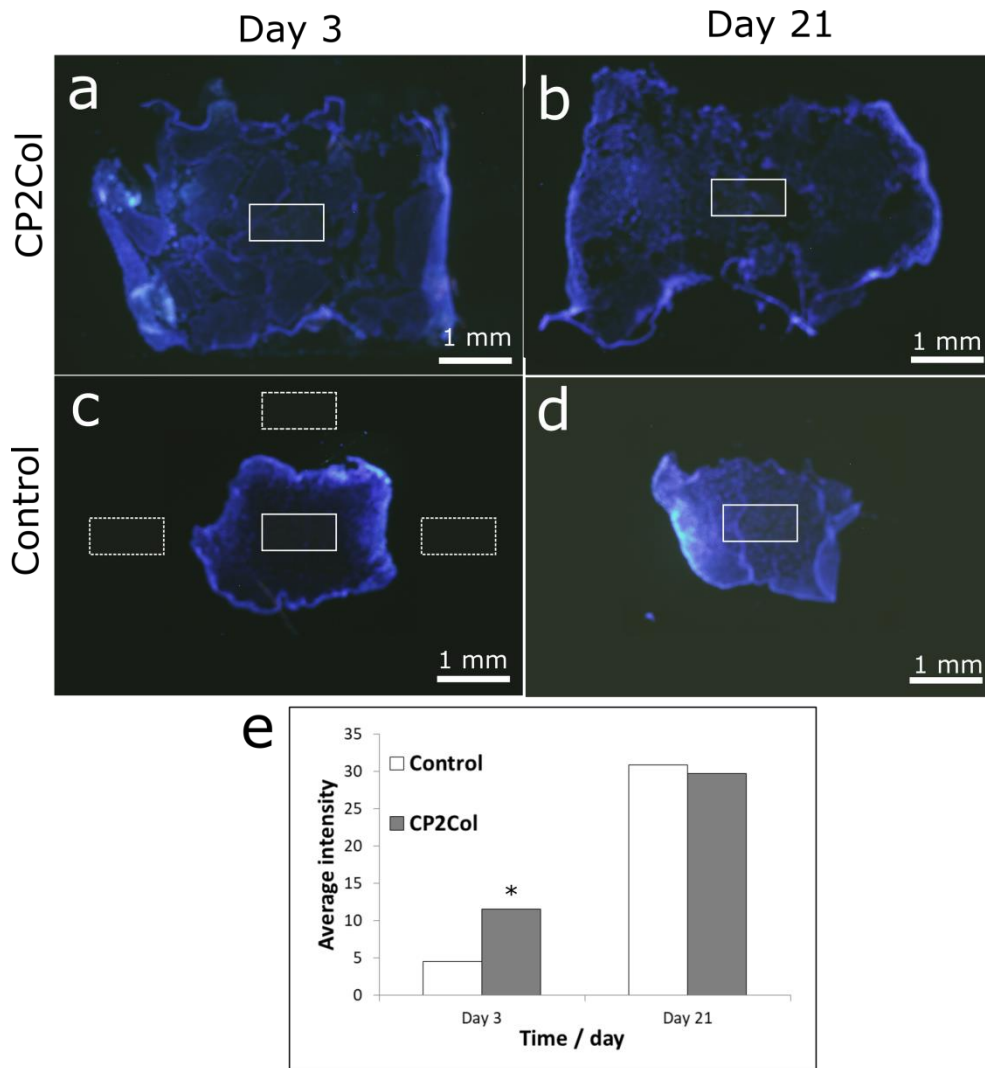 Day 3
Day 21
CP2Col
a
1 mm
b
1 mm
Control
c
1 mm
d
1 mm
e
35
30
25
20
15
10
5
0
Average intensity
Control
CP2Col
*
Day 3
Day 21
Time / day